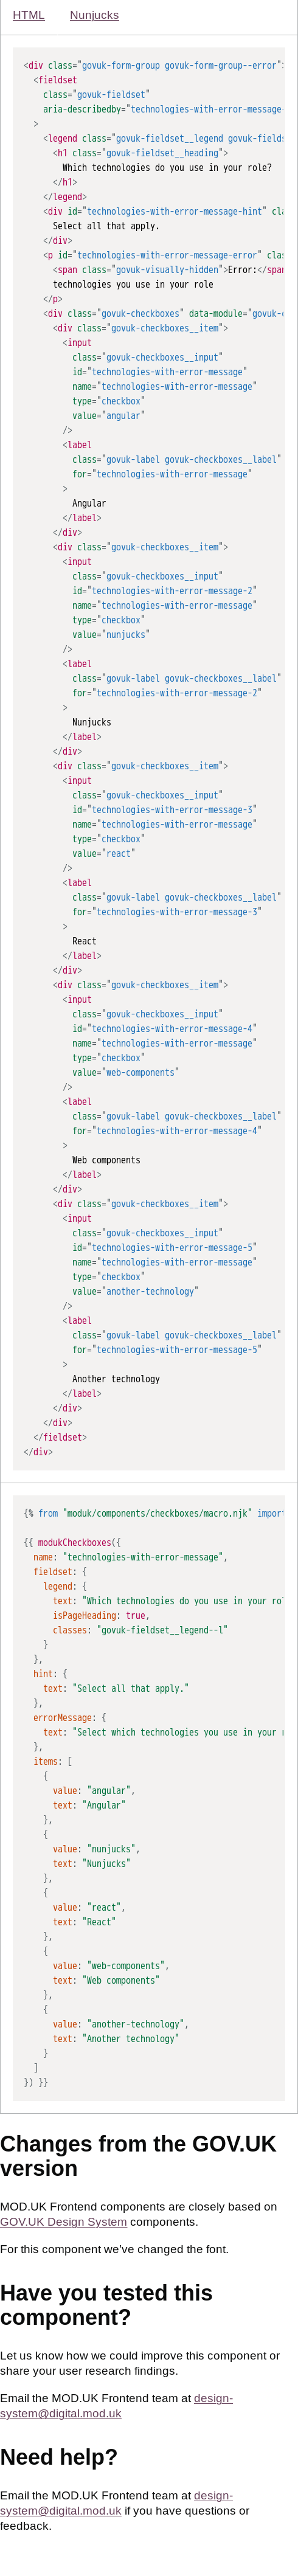 HTML Nunjucks
<div class="govuk-form-group govuk-form-group--error">
<fieldset
class="govuk-fieldset"
aria-describedby="technologies-with-error-message-
>
<legend class="govuk-fieldset__legend govuk-fields
<h1 class="govuk-fieldset__heading">
Which technologies do you use in your role?
</h1>
</legend>
<div id="technologies-with-error-message-hint" cla
Select all that apply.
</div>
<p id="technologies-with-error-message-error" clas
<span class="govuk-visually-hidden">Error:</span
technologies you use in your role
</p>
<div class="govuk-checkboxes" data-module="govuk-c
<div class="govuk-checkboxes__item">
<input
class="govuk-checkboxes__input"
id="technologies-with-error-message"
name="technologies-with-error-message"
type="checkbox"
value="angular"
/>
<label
class="govuk-label govuk-checkboxes__label"
for="technologies-with-error-message"
>
Angular
</label>
</div>
<div class="govuk-checkboxes__item">
<input
class="govuk-checkboxes__input"
id="technologies-with-error-message-2"
name="technologies-with-error-message"
type="checkbox"
value="nunjucks"
/>
<label
class="govuk-label govuk-checkboxes__label"
for="technologies-with-error-message-2"
>
Nunjucks
</label>
</div>
<div class="govuk-checkboxes__item">
<input
class="govuk-checkboxes__input"
id="technologies-with-error-message-3"
name="technologies-with-error-message"
type="checkbox"
value="react"
/>
<label
class="govuk-label govuk-checkboxes__label"
for="technologies-with-error-message-3"
>
React
</label>
</div>
<div class="govuk-checkboxes__item">
<input
class="govuk-checkboxes__input"
id="technologies-with-error-message-4"
name="technologies-with-error-message"
type="checkbox"
value="web-components"
/>
<label
class="govuk-label govuk-checkboxes__label"
for="technologies-with-error-message-4"
>
Web components
</label>
</div>
<div class="govuk-checkboxes__item">
<input
class="govuk-checkboxes__input"
id="technologies-with-error-message-5"
name="technologies-with-error-message"
type="checkbox"
value="another-technology"
/>
<label
class="govuk-label govuk-checkboxes__label"
for="technologies-with-error-message-5"
>
Another technology
</label>
</div>
</div>
</fieldset>
</div>
{% from "moduk/components/checkboxes/macro.njk" import
{{ modukCheckboxes({
name: "technologies-with-error-message",
fieldset: {
legend: {
text: "Which technologies do you use in your rol
isPageHeading: true,
classes: "govuk-fieldset__legend--l"
}
},
hint: {
text: "Select all that apply."
},
errorMessage: {
text: "Select which technologies you use in your r
},
items: [
{
value: "angular",
text: "Angular"
},
{
value: "nunjucks",
text: "Nunjucks"
},
{
value: "react",
text: "React"
},
{
value: "web-components",
text: "Web components"
},
{
value: "another-technology",
text: "Another technology"
}
]
}) }}
Changes from the GOV.UK
version
MOD.UK Frontend components are closely based on
GOV.UK Design System components.
For this component we've changed the font.
Have you tested this
component?
Let us know how we could improve this component or
share your user research findings.
Email the MOD.UK Frontend team at design-
system@digital.mod.uk
Need help?
Email the MOD.UK Frontend team at design-
system@digital.mod.uk if you have questions or
feedback.